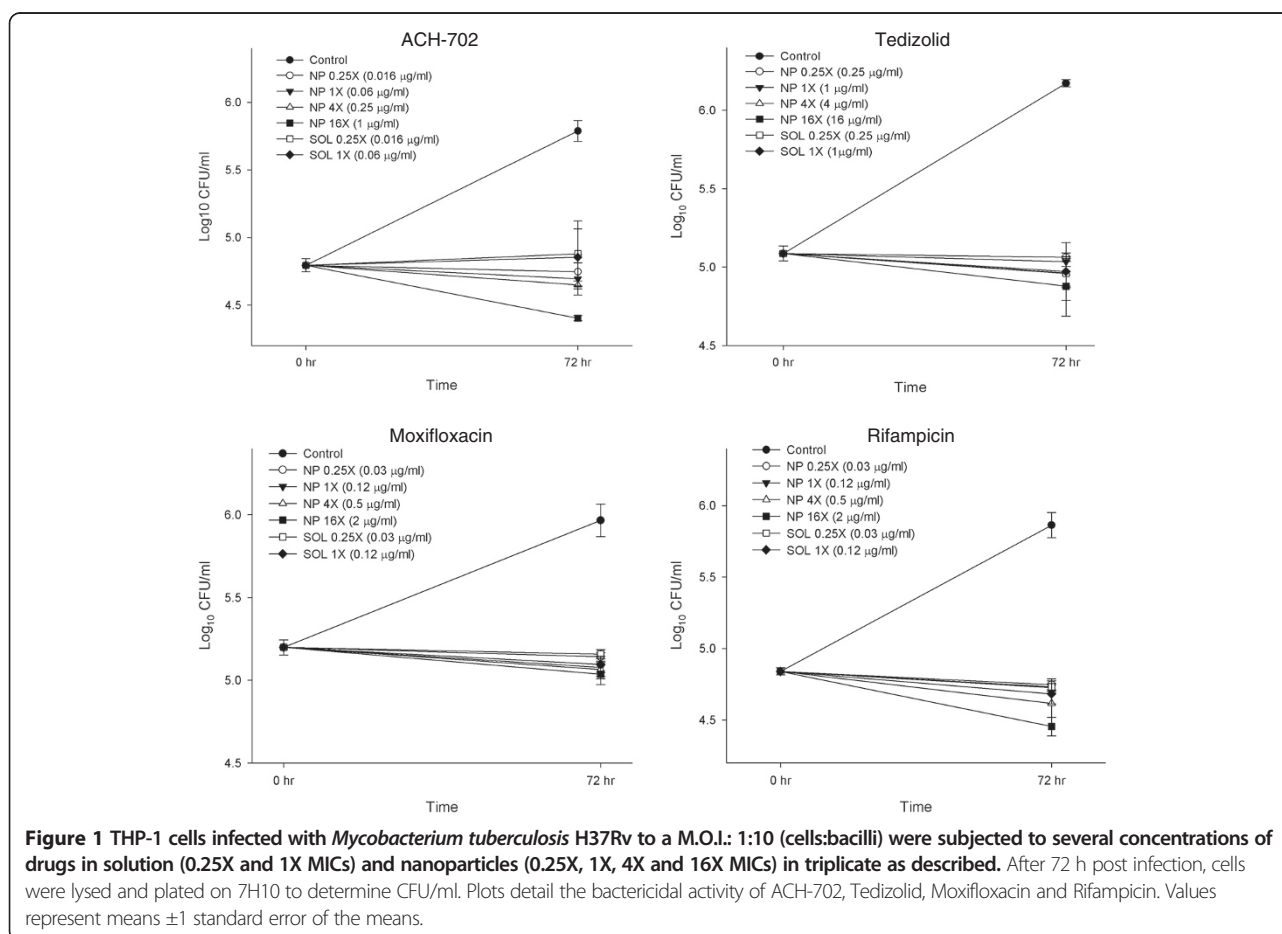 ACH-702
Control
NP 0.25X (0.016 µg/ml)
NP 1X (0.06 µg/ml)
NP 4X (0.25 µg/ml)
NP 16X (1 µg/ml)
SOL 0.25X (0.016 µg/ml)
SOL 1X (0.06 µg/ml)
Log10 CFU/ml
6.0
5.5
5.0
4.5
0 hr
72 hr
Time
Tedizolid
Control
NP 0.25X (0.25 µg/ml)
NP 1X (1 µg/ml)
NP 4X (4 µg/ml)
NP 16X (16 µg/ml)
SOL 0.25X (0.25 µg/ml)
SOL 1X (1µg/ml)
Log₁₀ CFU/ml
6.0
5.5
5.0
4.5
0 hr
72 hr
Time
Moxifloxacin
Control
NP 0.25X (0.03 µg/ml)
NP 1X (0.12 µg/ml)
NP 4X (0.5 µg/ml)
NP 16X (2 µg/ml)
SOL 0.25X (0.03 µg/ml)
SOL 1X (0.12 µg/ml)
Log₁₀ CFU/ml
6.0
5.5
5.0
4.5
0 hr
72 hr
Time
Rifampicin
Control
NP 0.25X (0.03 µg/ml)
NP 1X (0.12 µg/ml)
NP 4X (0.5 µg/ml)
NP 16X (2 µg/ml)
SOL 0.25X (0.03 µg/ml)
SOL 1X (0.12 µg/ml)
Log₁₀ CFU/ml
6.0
5.5
5.0
4.5
0 hr
72 hr
Time
Figure 1 THP-1 cells infected with Mycobacterium tuberculosis H37Rv to a M.O.I.: 1:10 (cells:bacilli) were subjected to several concentrations of
drugs in solution (0.25X and 1X MICs) and nanoparticles (0.25X, 1X, 4X and 16X MICs) in triplicate as described. After 72 h post infection, cells
were lysed and plated on 7H10 to determine CFU/ml. Plots detail the bactericidal activity of ACH-702, Tedizolid, Moxifloxacin and Rifampicin. Values
represent means ±1 standard error of the means.